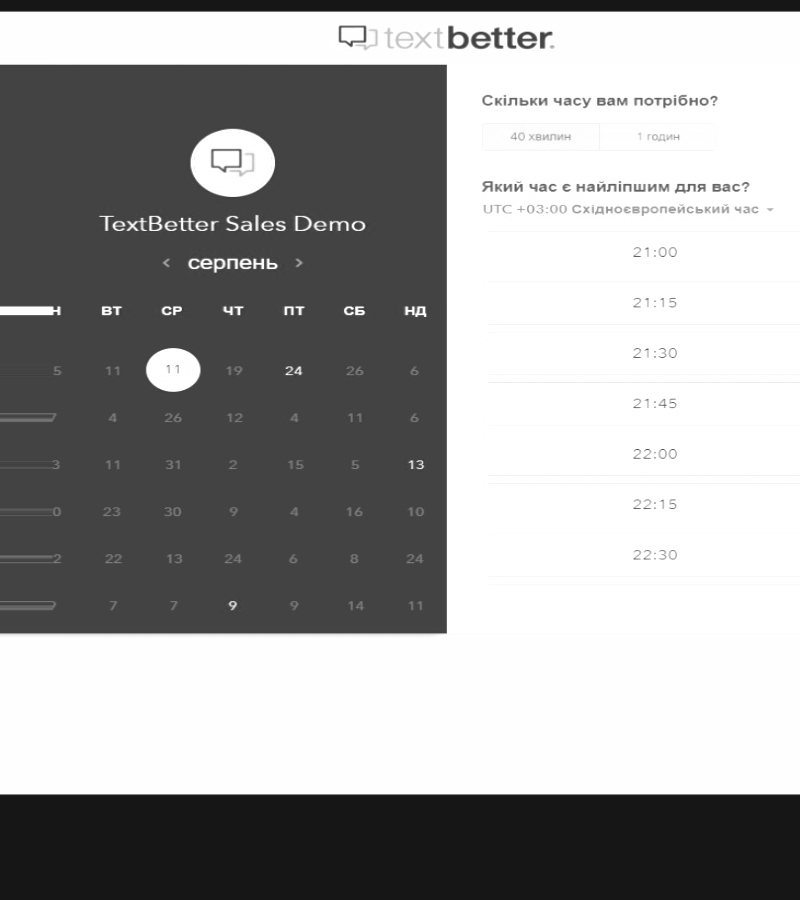 textbetter.
TextBetter Sales Demo
< серпень >
ВТ СР ЧТ ПТ СБ НД
5 11 11 19 24 26 6
4 26 12 4 11 6
3 11 31 2 15 5 13
0 23 30 9 4 16 10
2 22 13 24 6 8 24
7 7 9 9 14 11
Скільки часу вам потрібно?
40 хвилин 1 годин
Який час є найліпшим для вас?
UTC +03:00 Східноєвропейський час
21:00
21:15
21:30
21:45
22:00
22:15
22:30